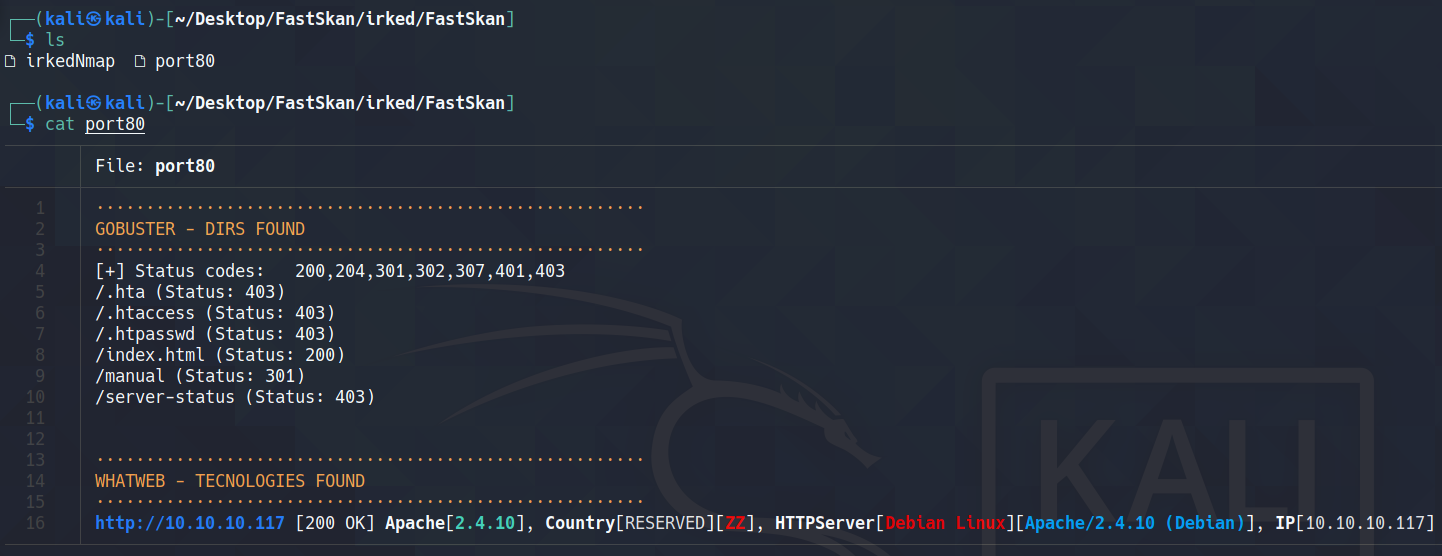 (kali㉿kali)-[~/Desktop/FastSkan/irked/FastSkan]
$ ls
irkedNmap port80
(kali㉿kali)-[~/Desktop/FastSkan/irked/FastSkan]
$ cat port80
File: port80
1 ·······················································
2 GOBUSTER - DIRS FOUND
3 ·······················································
4 [+] Status codes: 200,204,301,302,307,401,403
5 /.hta (Status: 403)
6 /.htaccess (Status: 403)
7 /.htpasswd (Status: 403)
8 /index.html (Status: 200)
9 /manual (Status: 301)
10 /server-status (Status: 403)
11
12
13 ·······················································
14 WHATWEB - TECNOLOGIES FOUND
15 ·······················································
16 http://10.10.10.117 [200 OK] Apache[2.4.10], Country[RESERVED][ZZ], HTTPServer[Debian Linux][Apache/2.4.10 (Debian)], IP[10.10.10.117]
KALI